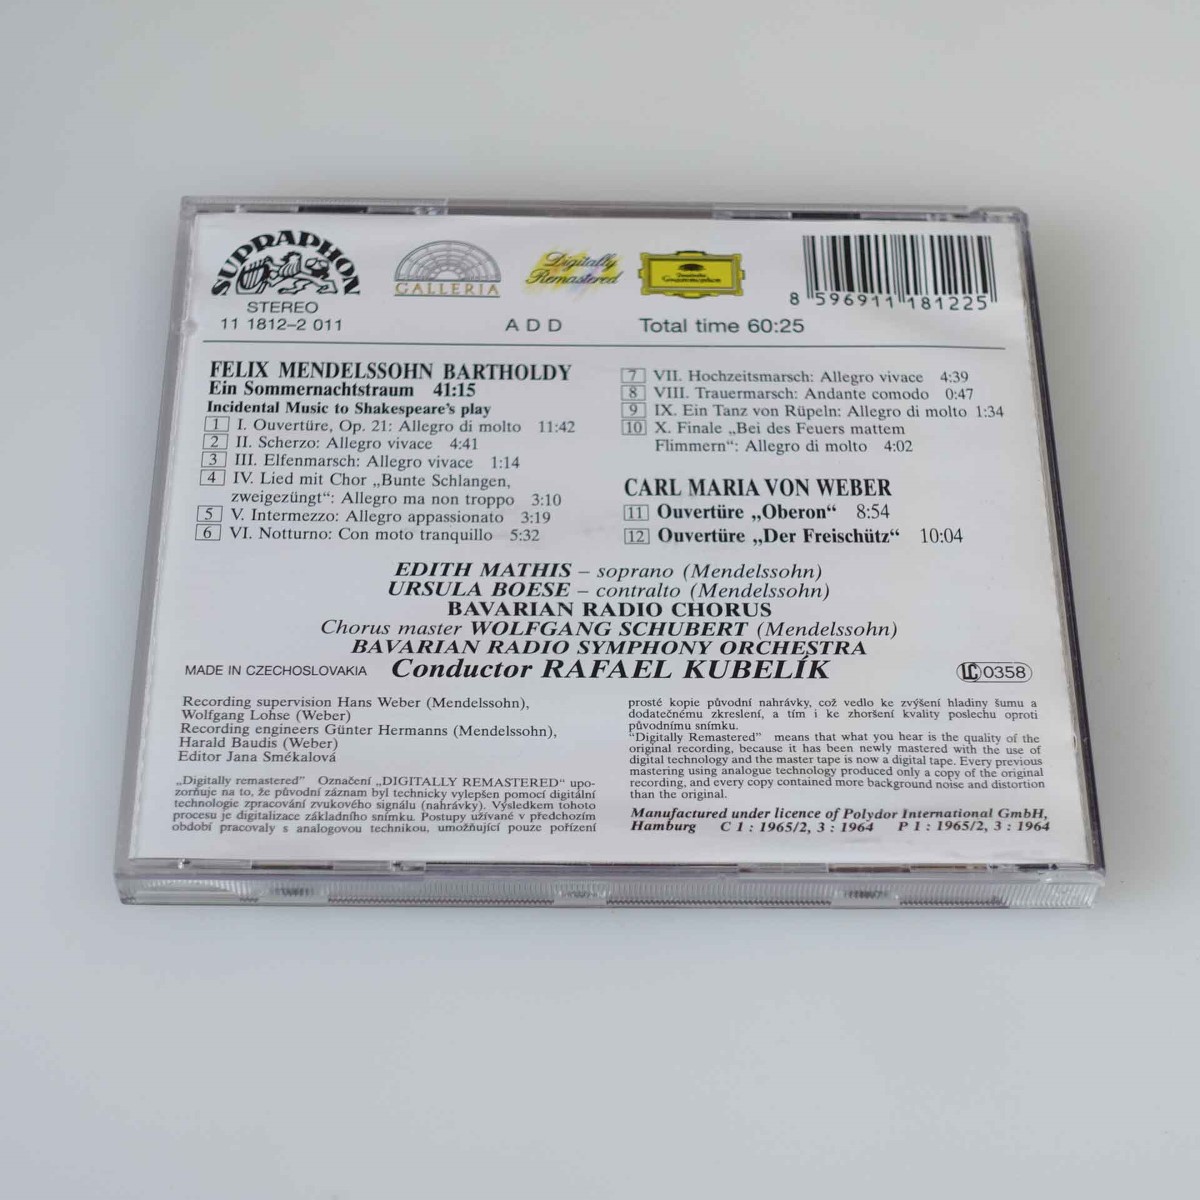 SUPRAPHON
STEREO
11 1812–2 011
GALLERIA
Digitally
Remastered
Deutsche
Grammophon
8 596911 181225
A D D
Total time 60:25
FELIX MENDELSSOHN BARTHOLDY
Ein Sommernachtstraum 41:15
Incidental Music to Shakespeare's play
1 I. Ouvertüre, Op. 21: Allegro di molto 11:42
2 II. Scherzo: Allegro vivace 4:41
3 III. Elfenmarsch: Allegro vivace 1:14
4 IV. Lied mit Chor „Bunte Schlangen,
zweigezüngt“: Allegro ma non troppo 3:10
5 V. Intermezzo: Allegro appassionato 3:19
6 VI. Notturno: Con moto tranquillo 5:32
7 VII. Hochzeitsmarsch: Allegro vivace 4:39
8 VIII. Trauermarsch: Andante comodo 0:47
9 IX. Ein Tanz von Rüpeln: Allegro di molto 1:34
10 X. Finale „Bei des Feuers mattem
Flimmern“: Allegro di molto 4:02
CARL MARIA VON WEBER
11 Ouvertüre „Oberon“ 8:54
12 Ouvertüre „Der Freischütz“ 10:04
EDITH MATHIS – soprano (Mendelssohn)
URSULA BOESE – contralto (Mendelssohn)
BAVARIAN RADIO CHORUS
Chorus master WOLFGANG SCHUBERT (Mendelssohn)
BAVARIAN RADIO SYMPHONY ORCHESTRA
MADE IN CZECHOSLOVAKIA
Conductor RAFAEL KUBELÍK
LC 0358
Recording supervision Hans Weber (Mendelssohn),
Wolfgang Lohse (Weber)
Recording engineers Günter Hermanns (Mendelssohn),
Harald Baudis (Weber)
Editor Jana Smékalová
„Digitally remastered” Označení „DIGITALLY REMASTERED“ upo-
zorňuje na to, že původní záznam byl technicky vylepšen pomocí digitální
technologie zpracování zvukového signálu (nahrávky). Výsledkem tohoto
procesu je digitalizace základního snímku. Postupy užívané v předchozím
období pracovaly s analogovou technikou, umožňující pouze pořízení
prosté kopie původní nahrávky, což vedlo ke zvýšení hladiny šumu a
dodatečnému zkreslení, a tím i ke zhoršení kvality poslechu oproti
původnímu snímku.
“Digitally Remastered” means that what you hear is the quality of the
original recording, because it has been newly mastered with the use of
digital technology and the master tape is now a digital tape. Every previous
mastering using analogue technology produced only a copy of the original
recording, and every copy contained more background noise and distortion
than the original.
Manufactured under licence of Polydor International GmbH,
Hamburg C 1 : 1965/2, 3 : 1964 P 1 : 1965/2, 3 : 1964